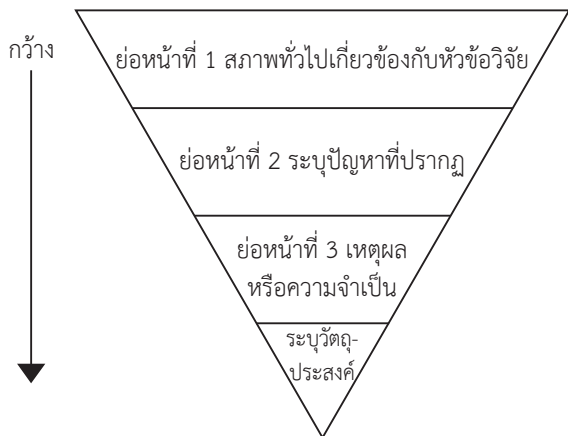 กว้าง
ย่อหน้าที่ 1 สภาพทั่วไปเกี่ยวข้องกับหัวข้อวิจัย
ย่อหน้าที่ 2 ระบุปัญหาที่ปรากฏ
ย่อหน้าที่ 3 เหตุผล
หรือความจำเป็น
ระบุวัตถุ-
ประสงค์